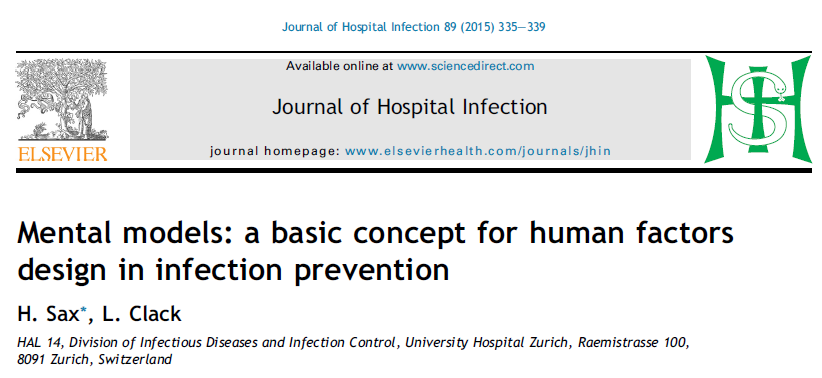 Journal of Hospital Infection 89 (2015) 335–339
Available online at www.sciencedirect.com
Journal of Hospital Infection
journal homepage: www.elsevierhealth.com/journals/jhin
ELSEVIER
HIS
Mental models: a basic concept for human factors
design in infection prevention
H. Sax*, L. Clack
HAL 14, Division of Infectious Diseases and Infection Control, University Hospital Zurich, Raemistrasse 100,
8091 Zurich, Switzerland